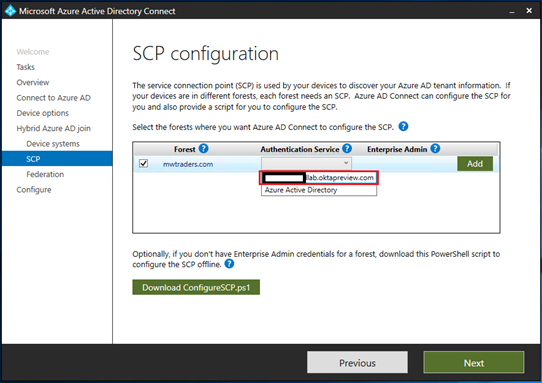 Microsoft Azure Active Directory Connect
Welcome
Tasks
Overview
Connect to Azure AD
Device options
Hybrid Azure AD join
Device systems
SCP
Federation
Configure
SCP configuration
The service connection point (SCP) is used by your devices to discover your Azure AD tenant information. If
your devices are in different forests, each forest needs an SCP. Azure AD Connect can configure the SCP for
you and also provide a script for you to configure the SCP.
Select the forests where you want Azure AD Connect to configure the SCP. ?
Forest ? Authentication Service ? Enterprise Admin ?
mwtraders.com Add
lab.oktapreview.com
Azure Active Directory
Optionally, if you don't have Enterprise Admin credentials for a forest, download this PowerShell script to
configure the SCP offline. ?
Download ConfigureSCP.ps1
Previous Next